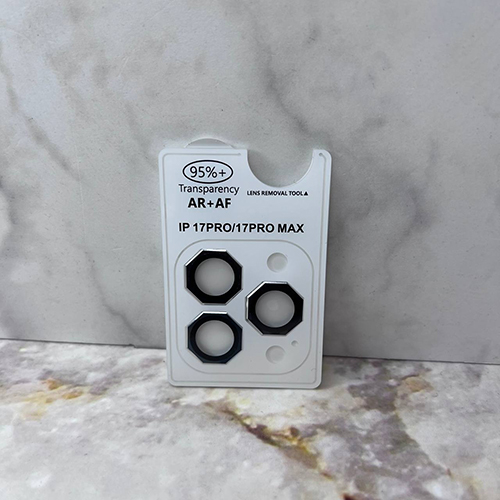 95%+
Transparency
LENS REMOVAL TOOL▲
AR+AF
IP 17PRO/17PRO MAX